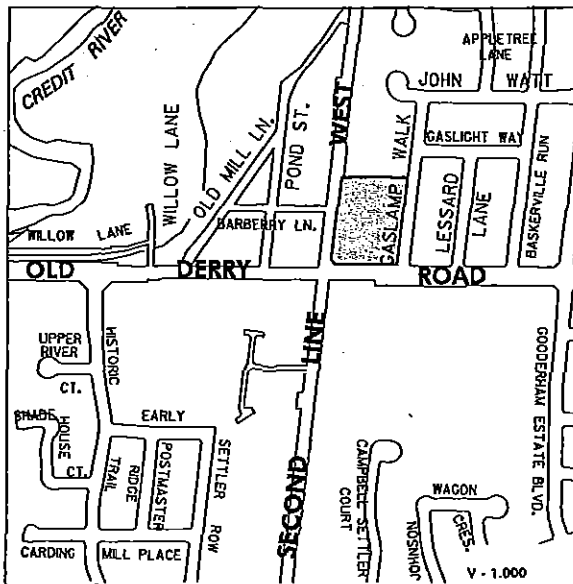 CREDIT RIVER
APPLETREE
LANE
JOHN WATT
WILLOW LANE
OLD MILL LN.
POND ST.
WEST
WALK
GASLAMP
GASLIGHT WAY
LESSARD
LANE
BASKERVILLE RUN
BARBERRY LN.
WILLOW LANE
OLD DERRY ROAD
UPPER
RIVER
CT.
HISTORIC
LINE
SECOND
GOODERHAM ESTATE BLVD.
SHADE
HOUSE
CT.
EARLY
SETTLER
ROW
RIDGE
TRAIL
POSTMASTER
CAMPBELL SETTLER
COURT
WAGON
JOHNSON
CRES.
CARDING MILL PLACE
V - 1.000